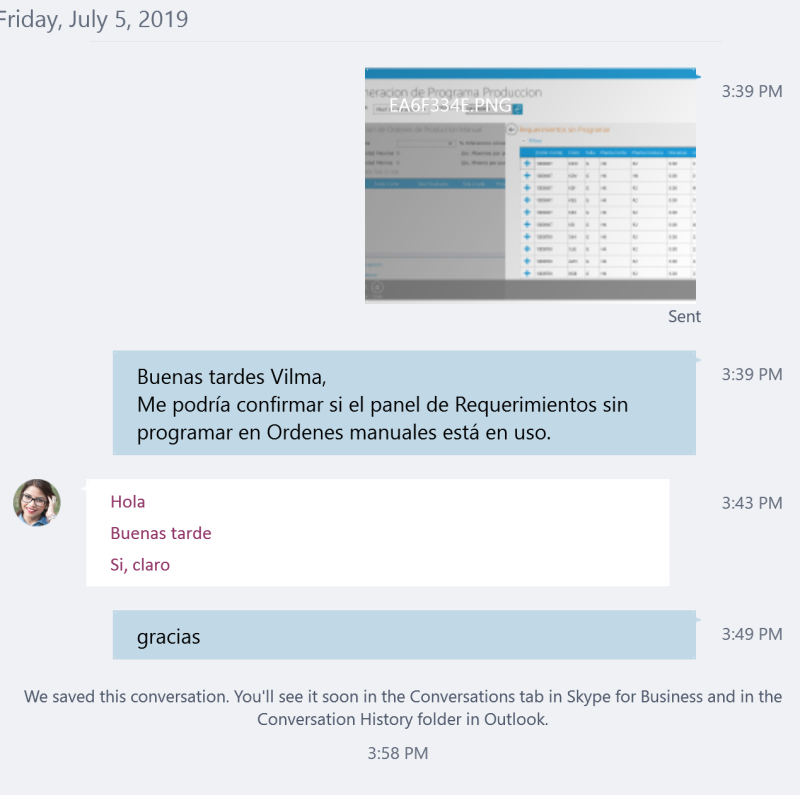 Friday, July 5, 2019
3:39 PM
neracion de Programa Produccion
EA6F334E.PNG
Requerimientos sin Programar
Sent
Buenas tardes Vilma,
3:39 PM
Me podría confirmar si el panel de Requerimientos sin
programar en Ordenes manuales está en uso.
Hola
3:43 PM
Buenas tarde
Si, claro
gracias
3:49 PM
We saved this conversation. You'll see it soon in the Conversations tab in Skype for Business and in the
Conversation History folder in Outlook.
3:58 PM